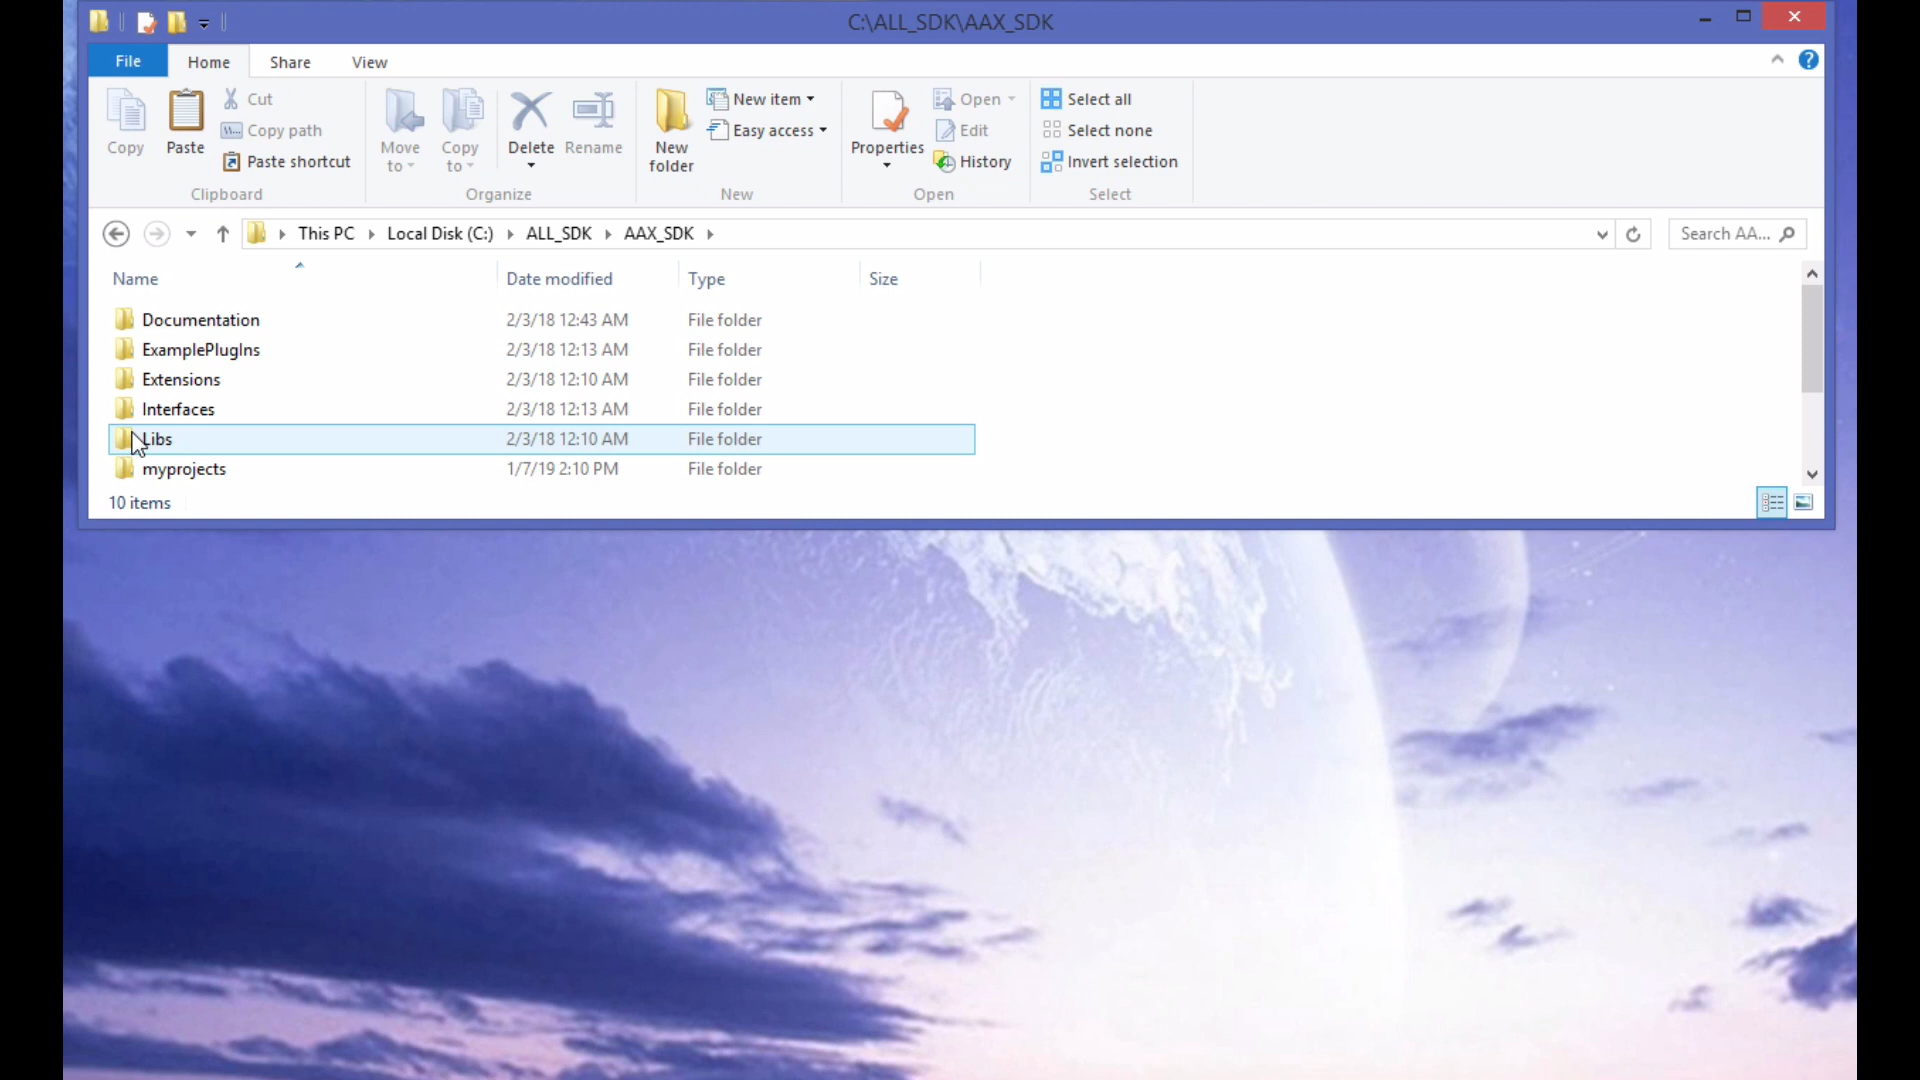 C:\ALL_SDK\AAX_SDK
File Home Share View
Copy
Paste
Cut
Copy path
Paste shortcut
Clipboard
Move to
Copy to
Delete
Rename
Organize
New folder
New item
Easy access
New
Properties
Open
Edit
History
Open
Select all
Select none
Invert selection
Select
This PC Local Disk (C:) ALL_SDK AAX_SDK
Search AA...
Name Date modified Type Size
Documentation 2/3/18 12:43 AM File folder
ExamplePlugIns 2/3/18 12:13 AM File folder
Extensions 2/3/18 12:10 AM File folder
Interfaces 2/3/18 12:13 AM File folder
Libs 2/3/18 12:10 AM File folder
myprojects 1/7/19 2:10 PM File folder
10 items